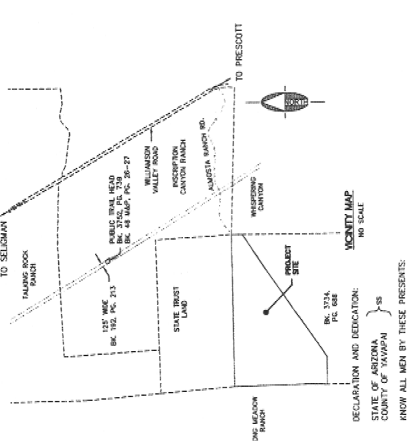 TO SELIGMAN
TALKING ROCK
RANCH
125' WIDE
BK. 192, PG. 213
PUBLIC TRAIL HEAD
BK. 3752, PG. 739
BK. 48 MAP, PG. 26-27
WILLIAMSON
VALLEY ROAD
INSCRIPTION
CANYON RANCH
ALMOSTA RANCH RD.
TO PRESCOTT
NORTH
STATE TRUST
LAND
WHISPERING
CANYON
PROJECT
SITE
BK. 3734,
PG. 688
LONG MEADOW
RANCH
VICINITY MAP
NO SCALE
DECLARATION AND DEDICATION:
STATE OF ARIZONA
COUNTY OF YAVAPAI }ss
KNOW ALL MEN BY THESE PRESENTS: